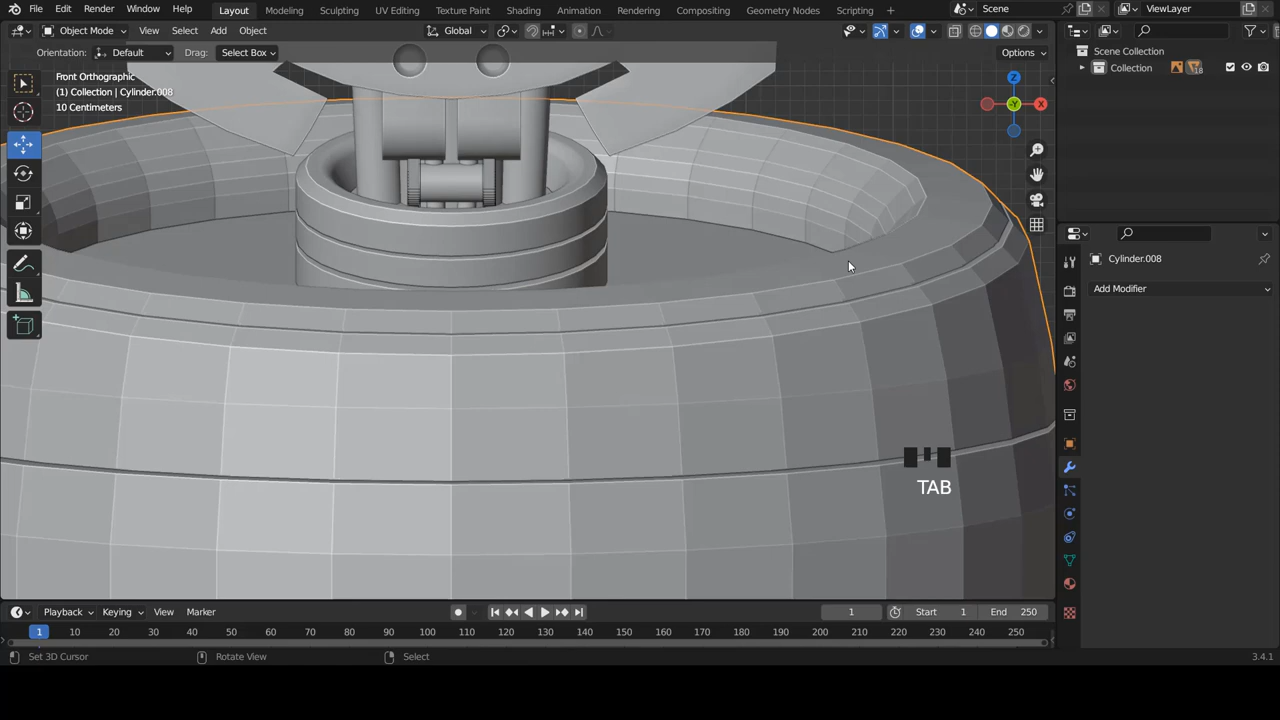 File Edit Render Window Help Layout Modeling Sculpting UV Editing Texture Paint Shading Animation Rendering Compositing Geometry Nodes Scripting + Scene ViewLayer
Object Mode View Select Add Object Global
Orientation: Default Drag: Select Box Options
Scene Collection
Collection 18
Front Orthographic
(1) Collection | Cylinder.008
10 Centimeters
Z
Y
X
Cylinder.008
Add Modifier
TAB
Playback Keying View Marker 1 Start 1 End 250
1 10 20 30 40 50 60 70 80 90 100 110 120 130 140 150 160 170 180 190 200 210 220 230 240 250
Set 3D Cursor Rotate View Select 3.4.1